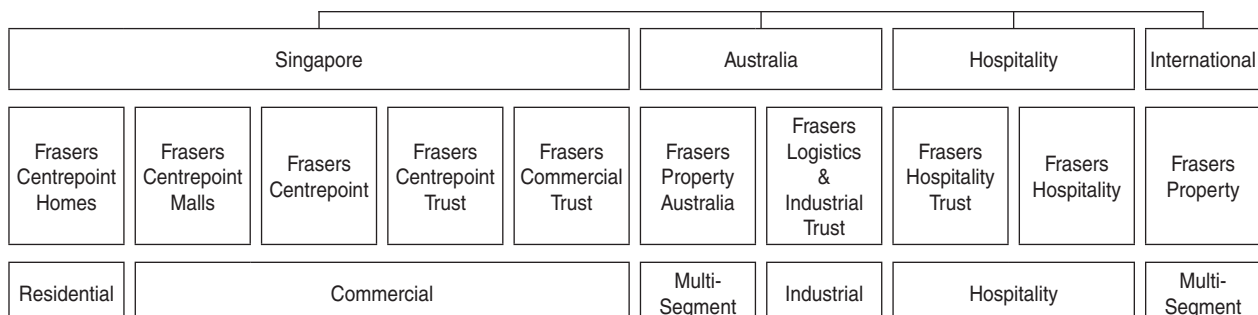 Singapore
Australia
Hospitality
International
Frasers
Centrepoint
Homes
Frasers
Centrepoint
Malls
Frasers
Centrepoint
Frasers
Centrepoint
Trust
Frasers
Commercial
Trust
Frasers
Property
Australia
Frasers
Logistics
&
Industrial
Trust
Frasers
Hospitality
Trust
Frasers
Hospitality
Frasers
Property
Residential
Commercial
Multi-
Segment
Industrial
Hospitality
Multi-
Segment